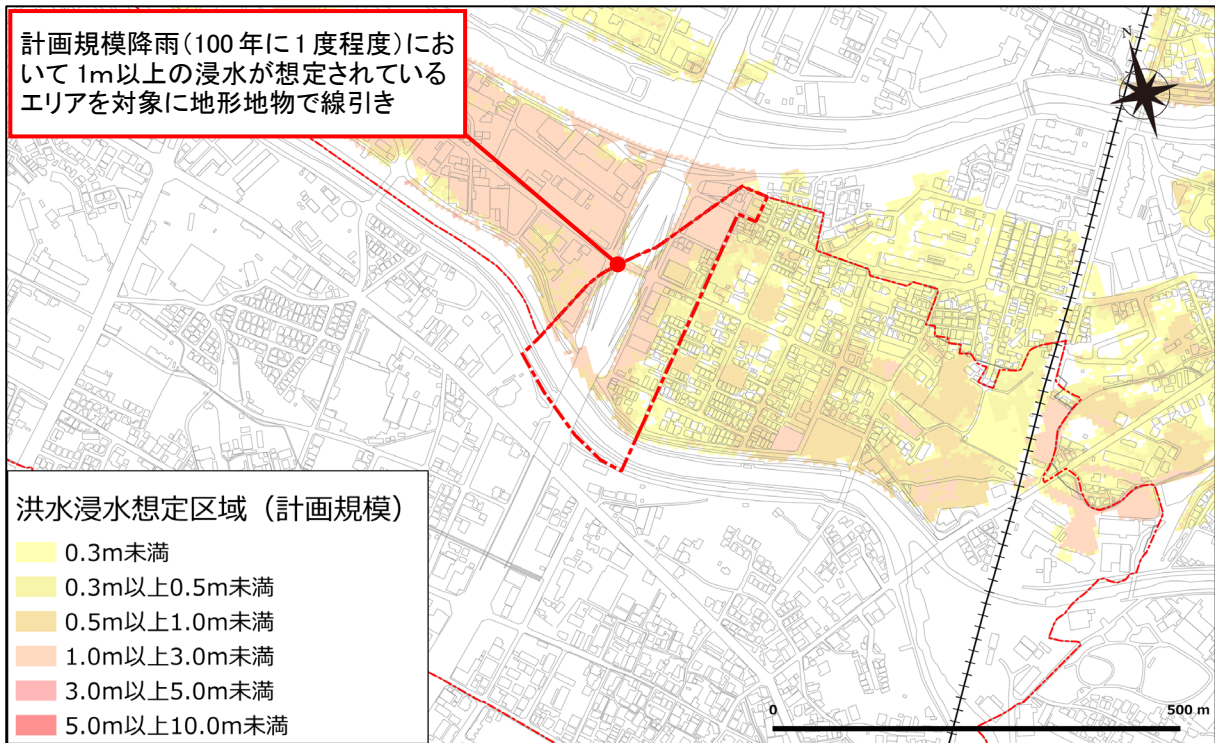 計画規模降雨(100年に1度程度)にお
いて1m以上の浸水が想定されている
エリアを対象に地形地物で線引き
N
洪水浸水想定区域（計画規模）
0.3m未満
0.3m以上0.5m未満
0.5m以上1.0m未満
1.0m以上3.0m未満
3.0m以上5.0m未満
5.0m以上10.0m未満
0 500 m